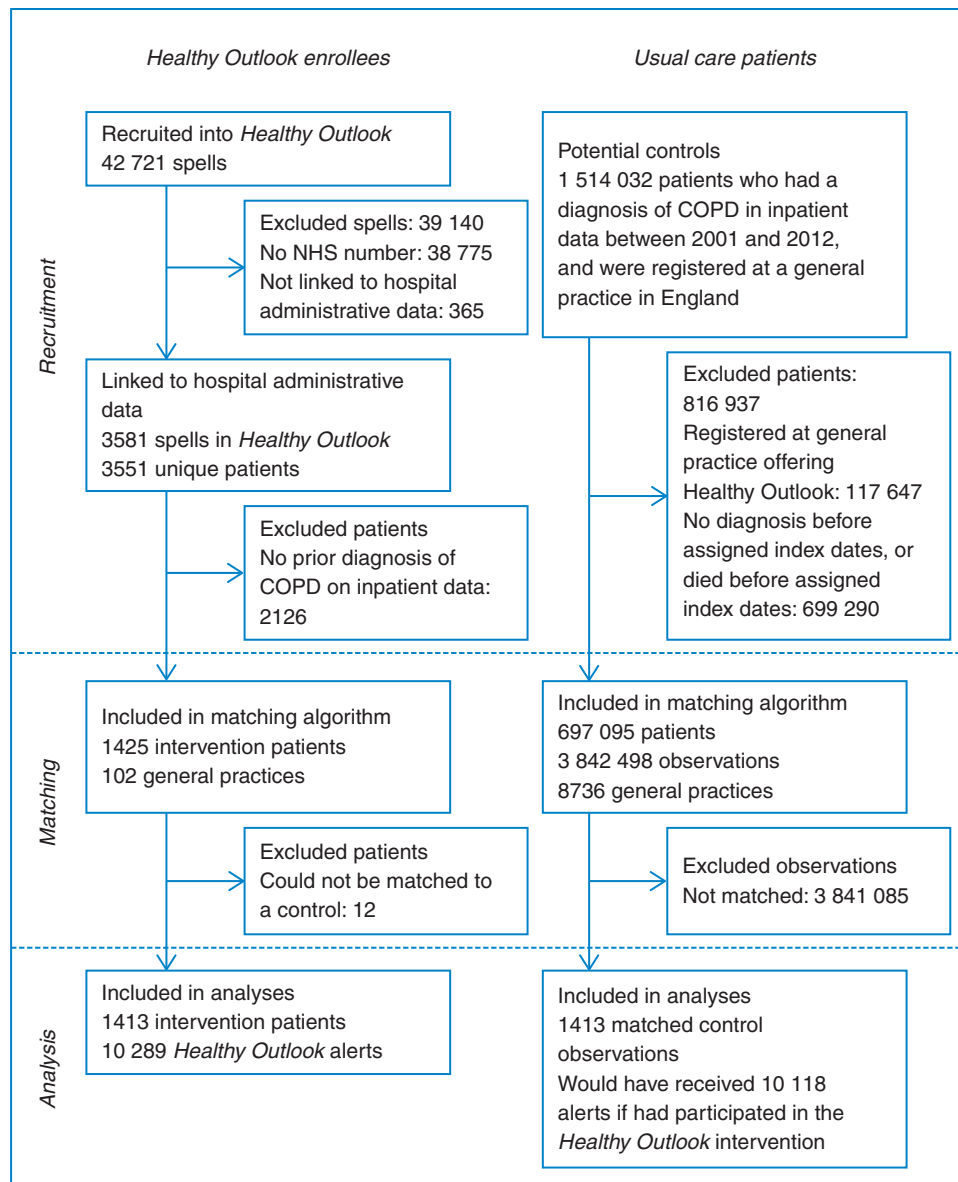 Healthy Outlook enrollees
Usual care patients
Recruitment
Recruited into Healthy Outlook
42 721 spells
Excluded spells: 39 140
No NHS number: 38 775
Not linked to hospital
administrative data: 365
Linked to hospital administrative
data
3581 spells in Healthy Outlook
3551 unique patients
Excluded patients
No prior diagnosis of
COPD on inpatient data:
2126
Potential controls
1 514 032 patients who had a
diagnosis of COPD in inpatient
data between 2001 and 2012,
and were registered at a general
practice in England
Excluded patients:
816 937
Registered at general
practice offering
Healthy Outlook: 117 647
No diagnosis before
assigned index dates, or
died before assigned
index dates: 699 290
Matching
Included in matching algorithm
1425 intervention patients
102 general practices
Excluded patients
Could not be matched to
a control: 12
Included in matching algorithm
697 095 patients
3 842 498 observations
8736 general practices
Excluded observations
Not matched: 3 841 085
Analysis
Included in analyses
1413 intervention patients
10 289 Healthy Outlook alerts
Included in analyses
1413 matched control
observations
Would have received 10 118
alerts if had participated in the
Healthy Outlook intervention